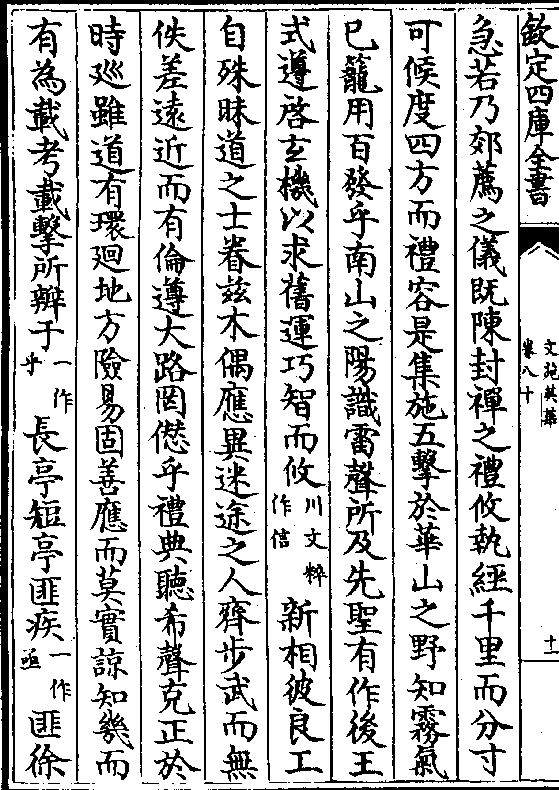 欽定四庫全書
文苑英華
卷八十
十一
急若乃郊薦之儀既陳封禪之禮攸執經千里而分寸
可候度四方而禮容是集施五擊於華山之野知霧氣
已籠用百發乎南山之陽識雷聲所及先聖有作後王
式遵啓玄機以求舊運巧智而攸川文粹作信新相彼良工
自殊昧道之士眷兹木偶應異迷途之人齊步武而無
佚差遠近而有倫遵大路罔愆乎禮典聽希聲克正於
時廵雖道有環廻地方險易固善應而莫實諒知幾而
有為載考載擊所辨于一作乎長亭短亭匪疾一作亟匪徐